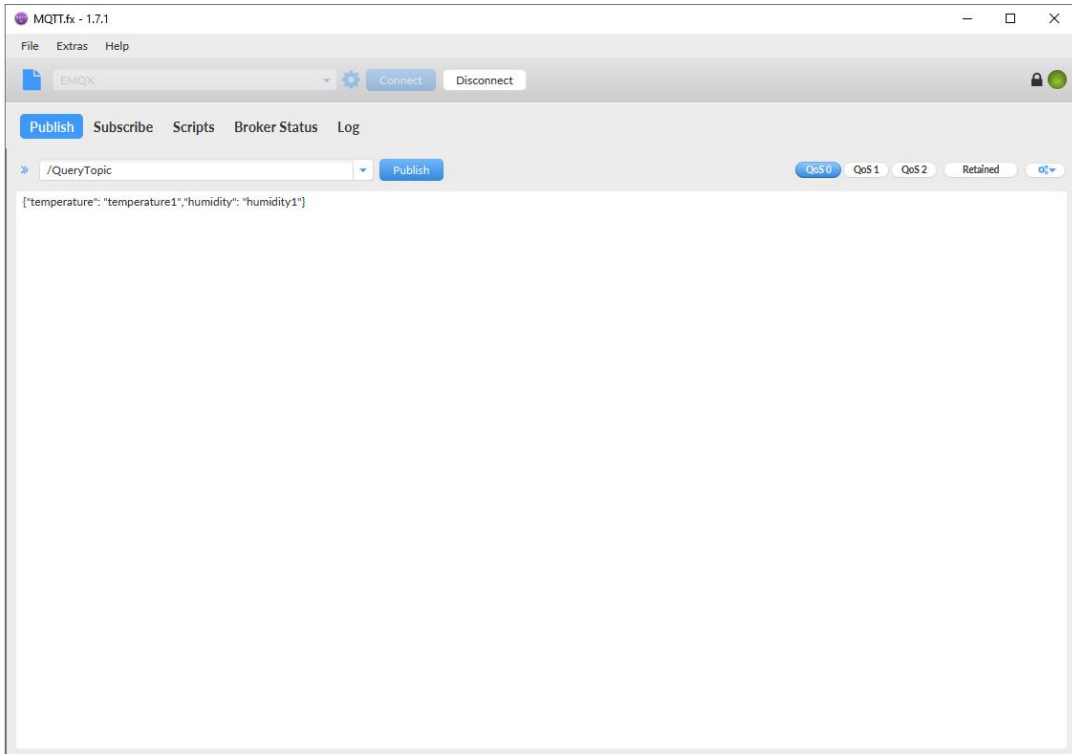 MQTT.fx - 1.7.1
File Extras Help
EMQX Connect Disconnect
Publish Subscribe Scripts Broker Status Log
/QueryTopic Publish QoS 0 QoS 1 QoS 2 Retained
{"temperature": "temperature1","humidity": "humidity1"}